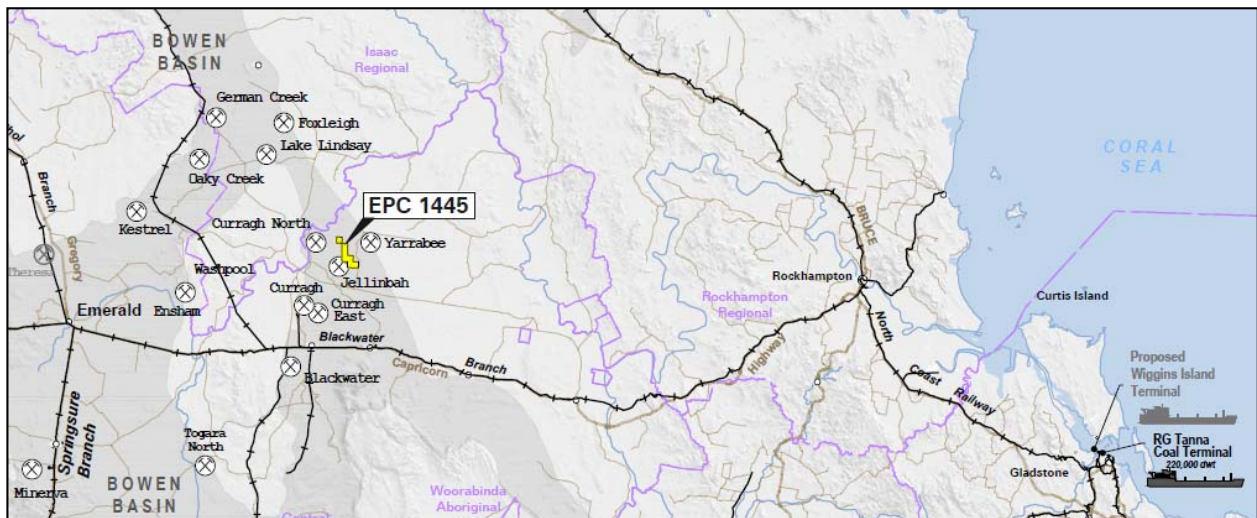 BOWEN
BASIN
Isaac
Regional
German Creek
Foxleigh
Lake Lindsay
Oaky Creek
EPC 1445
Branch
Gregory
Kestrel
Curragh North
Yarrabee
Theresa
Washpool
Jellinbah
Emerald
Ensham
Curragh
Curragh
East
Blackwater
Branch
Capricorn
Highway
Blackwater
Springsure
Branch
Togara
North
Minerva
BOWEN
BASIN
Woorabinda
Aboriginal
Rockhampton
Regional
Rockhampton
BRUCE
North
Coast Railway
CORAL
SEA
Curtis Island
Proposed
Wiggins Island
Terminal
RG Tanna
Coal Terminal
220,000 dwt
Gladstone